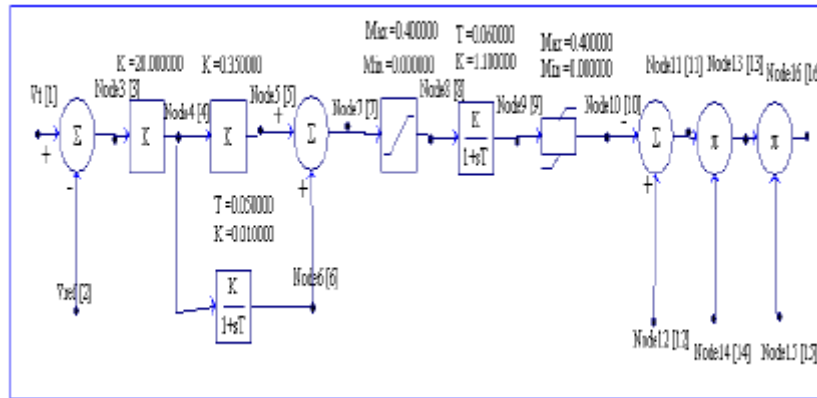 Max =0.400000
T =0.060000
Max =0.400000
K =20.000000
K =0.350000
Min =0.000000
K =1.100000
Min =0.000000
Node11 [11]
Node13 [13]
Node16 [16]
Vt [1]
Node3 [3]
Node4 [4]
Node5 [5]
Node7 [7]
Node8 [8]
Node9 [9]
Node10 [10]
+
-
Σ
K
K
+
+
Σ
K
1+sT
-
+
Σ
π
π
T =0.050000
K =0.010000
Vref [2]
K
1+sT
Node6 [6]
Node12 [12]
Node14 [14]
Node15 [15]